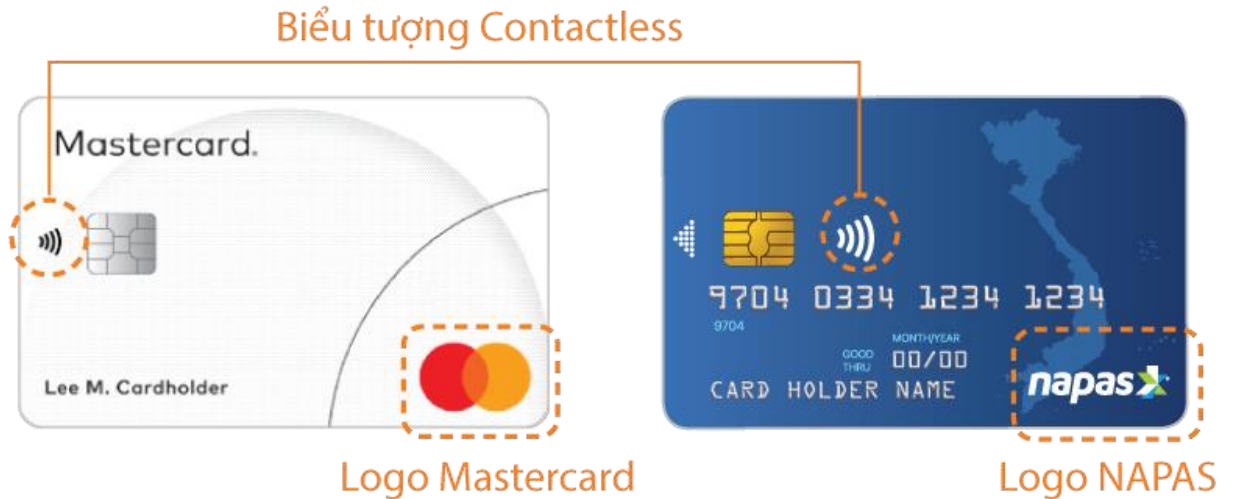 Biểu tượng Contactless
Mastercard.
Lee M. Cardholder
Logo Mastercard
9704 0334 1234 1234
9704
MONTH/YEAR
GOOD THRU 00/00
CARD HOLDER NAME
napas
Logo NAPAS